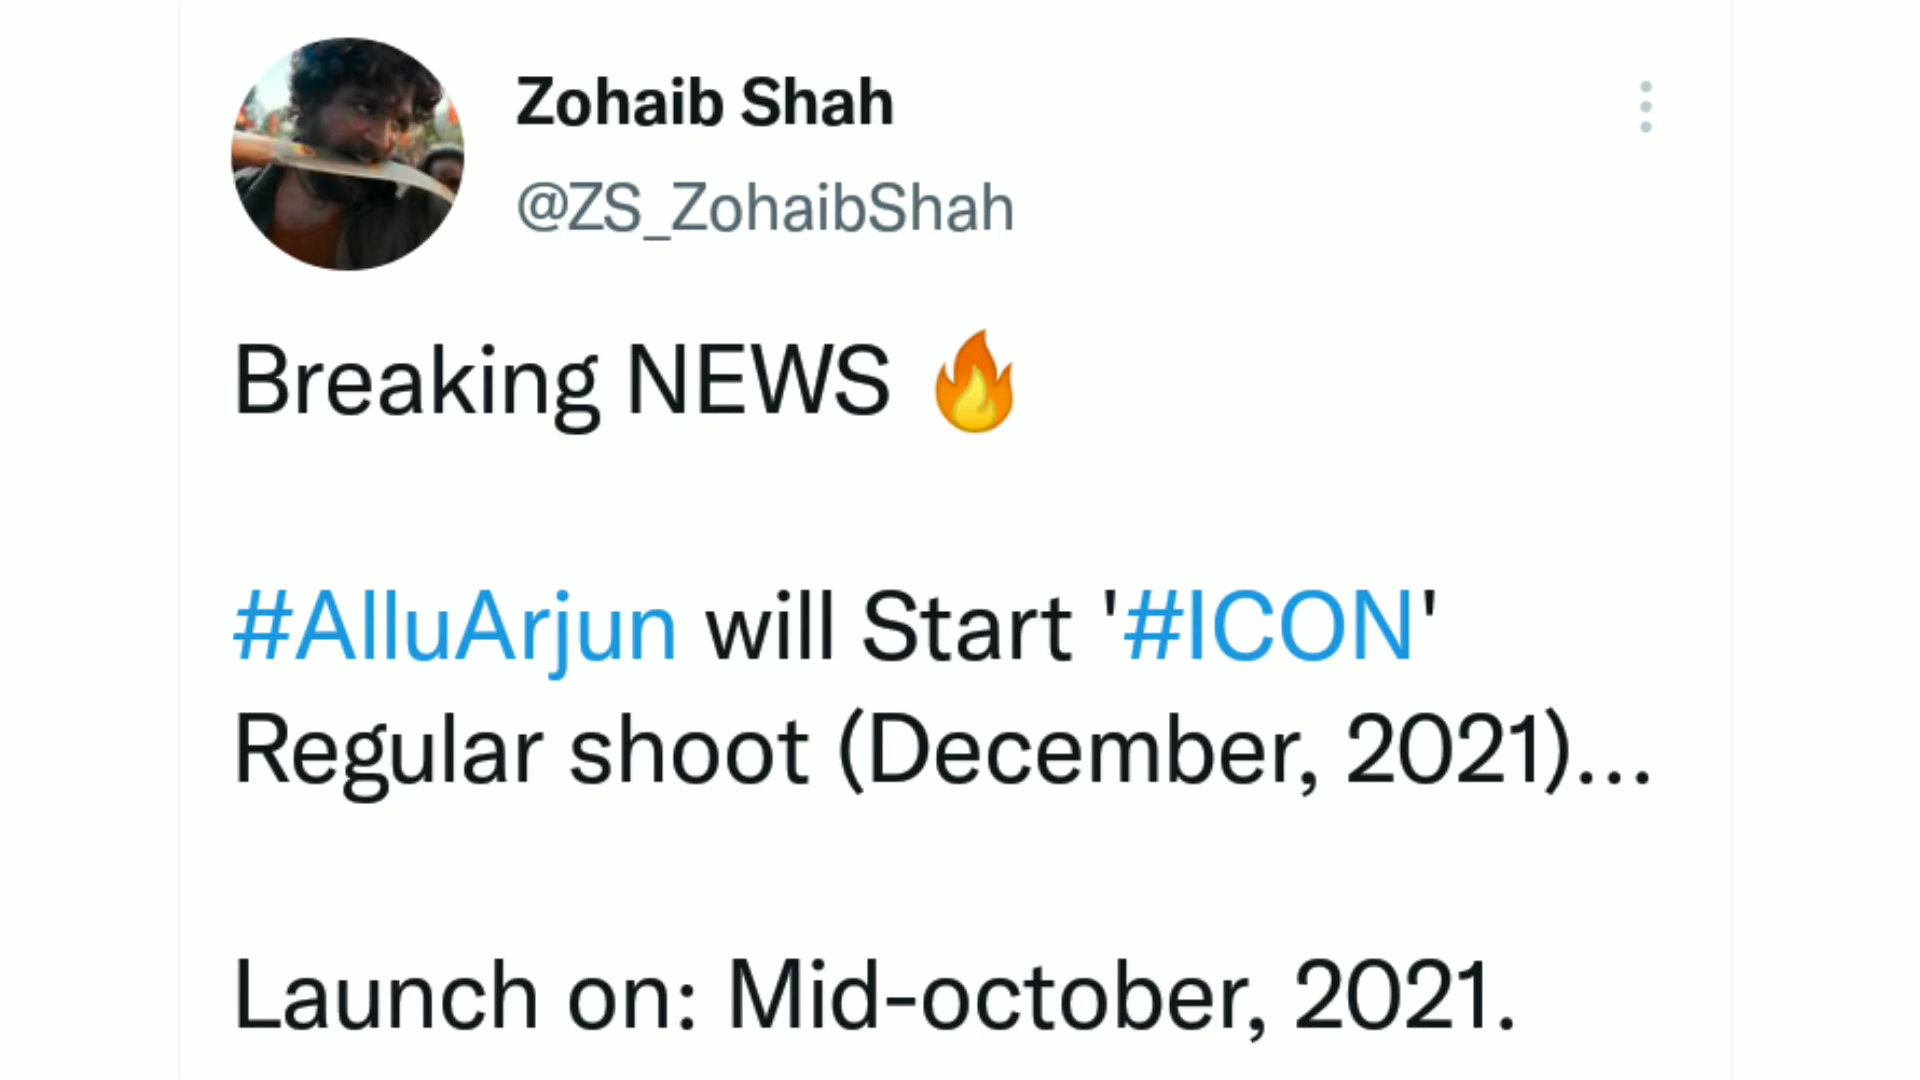 Zohaib Shah
@ZS_ZohaibShah
Breaking NEWS 🔥
#AlluArjun will Start '#ICON'
Regular shoot (December, 2021)...
Launch on: Mid-october, 2021.